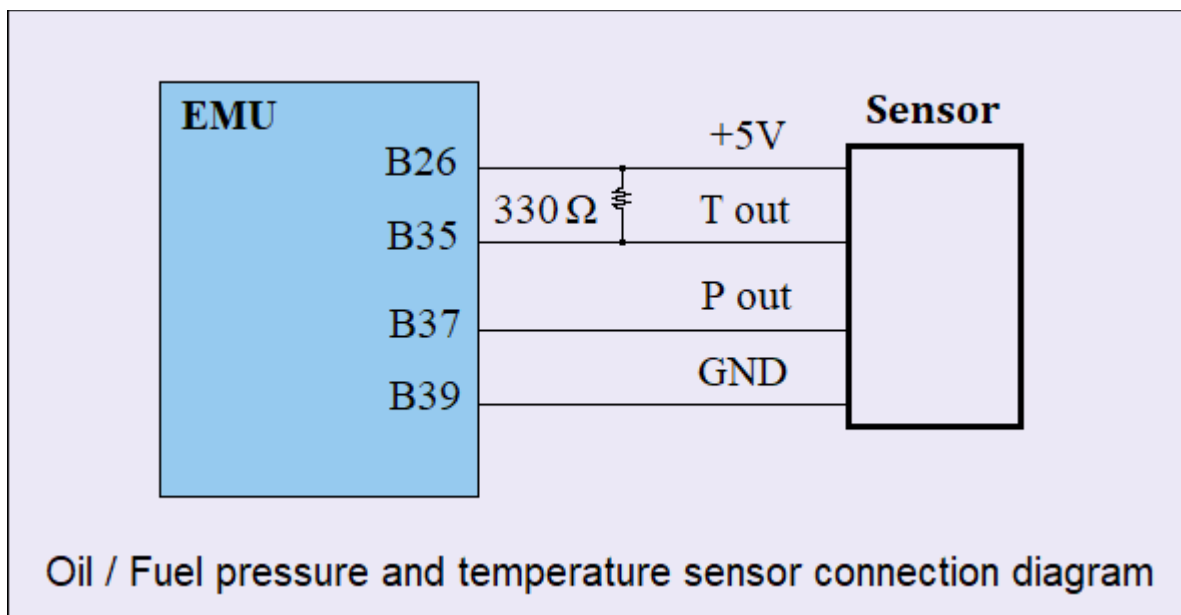 EMU
Sensor
B26
+5V
330 Ω
T out
B35
P out
B37
GND
B39
Oil / Fuel pressure and temperature sensor connection diagram